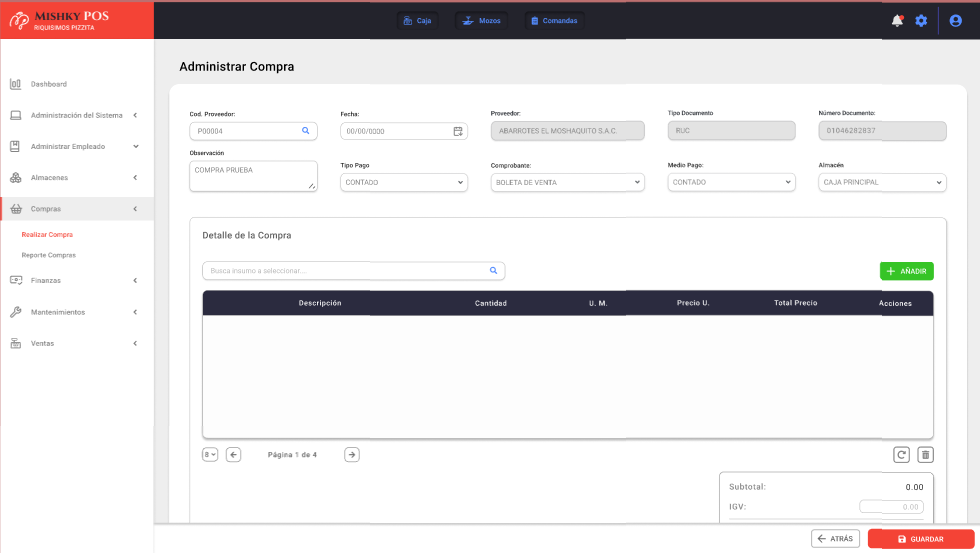 MISHKY POS
RIQUISIMOS PIZZITA
Caja
Mozos
Comandas
Dashboard
Administración del Sistema
Administrar Empleado
Almacenes
Compras
Realizar Compra
Reporte Compras
Finanzas
Mantenimientos
Ventas
Administrar Compra
Cod. Proveedor:
Fecha:
Proveedor:
Tipo Documento
Número Documento:
P00004
00/00/0000
ABARROTES EL MOSHAQUITO S.A.C.
RUC
01046282837
Observación
Tipo Pago
Comprobante:
Medio Pago:
Almacén
COMPRA PRUEBA
CONTADO
BOLETA DE VENTA
CONTADO
CAJA PRINCIPAL
Detalle de la Compra
Busca insumo a seleccionar...
AÑADIR
Descripción
Cantidad
U. M.
Precio U.
Total Precio
Acciones
8
Página 1 de 4
Subtotal:
0.00
IGV:
0.00
ATRÁS
GUARDAR